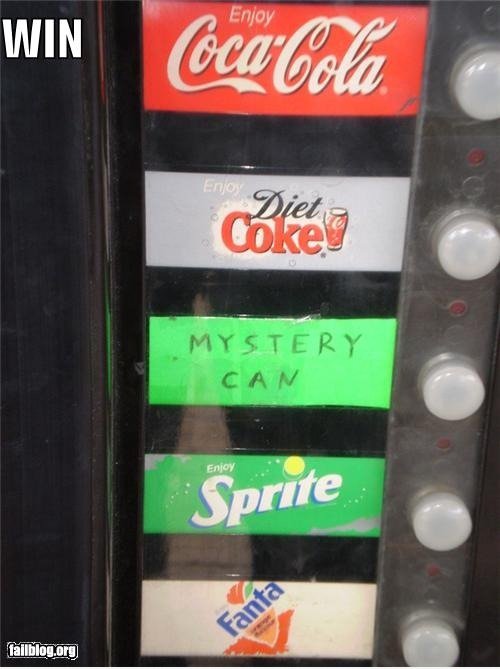 WIN
Enjoy
Coca-Cola
Enjoy
Diet
Coke
MYSTERY
CAN
Enjoy
Sprite
Fanta
failblog.org